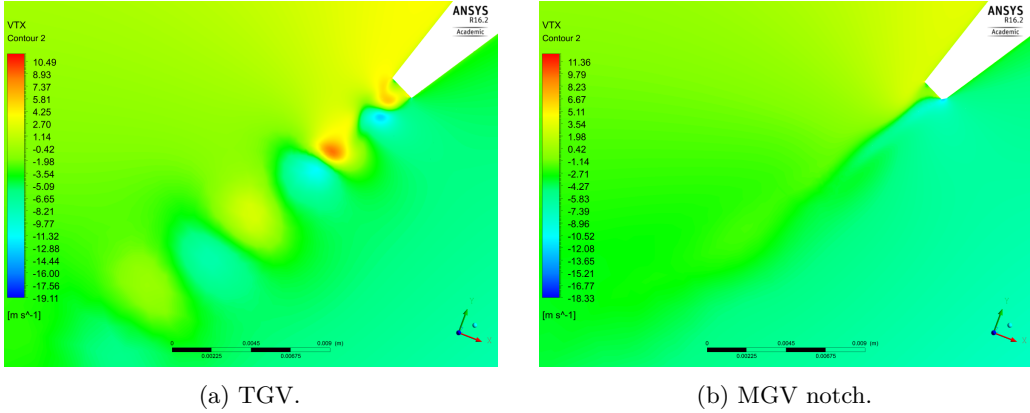 VTX
Contour 2
10.49
8.93
7.37
5.81
4.25
2.70
1.14
-0.42
-1.98
-3.54
-5.09
-6.65
-8.21
-9.77
-11.32
-12.88
-14.44
-16.00
-17.56
-19.11
[m s^-1]
ANSYS
R16.2
Academic
0 0.0045 0.009 (m)
0.00225 0.00675
Y
X
(a) TGV.
VTX
Contour 2
11.36
9.79
8.23
6.67
5.11
3.54
1.98
0.42
-1.14
-2.71
-4.27
-5.83
-7.39
-8.96
-10.52
-12.08
-13.65
-15.21
-16.77
-18.33
[m s^-1]
ANSYS
R16.2
Academic
0 0.0045 0.009 (m)
0.00225 0.00675
Y
X
(b) MGV notch.